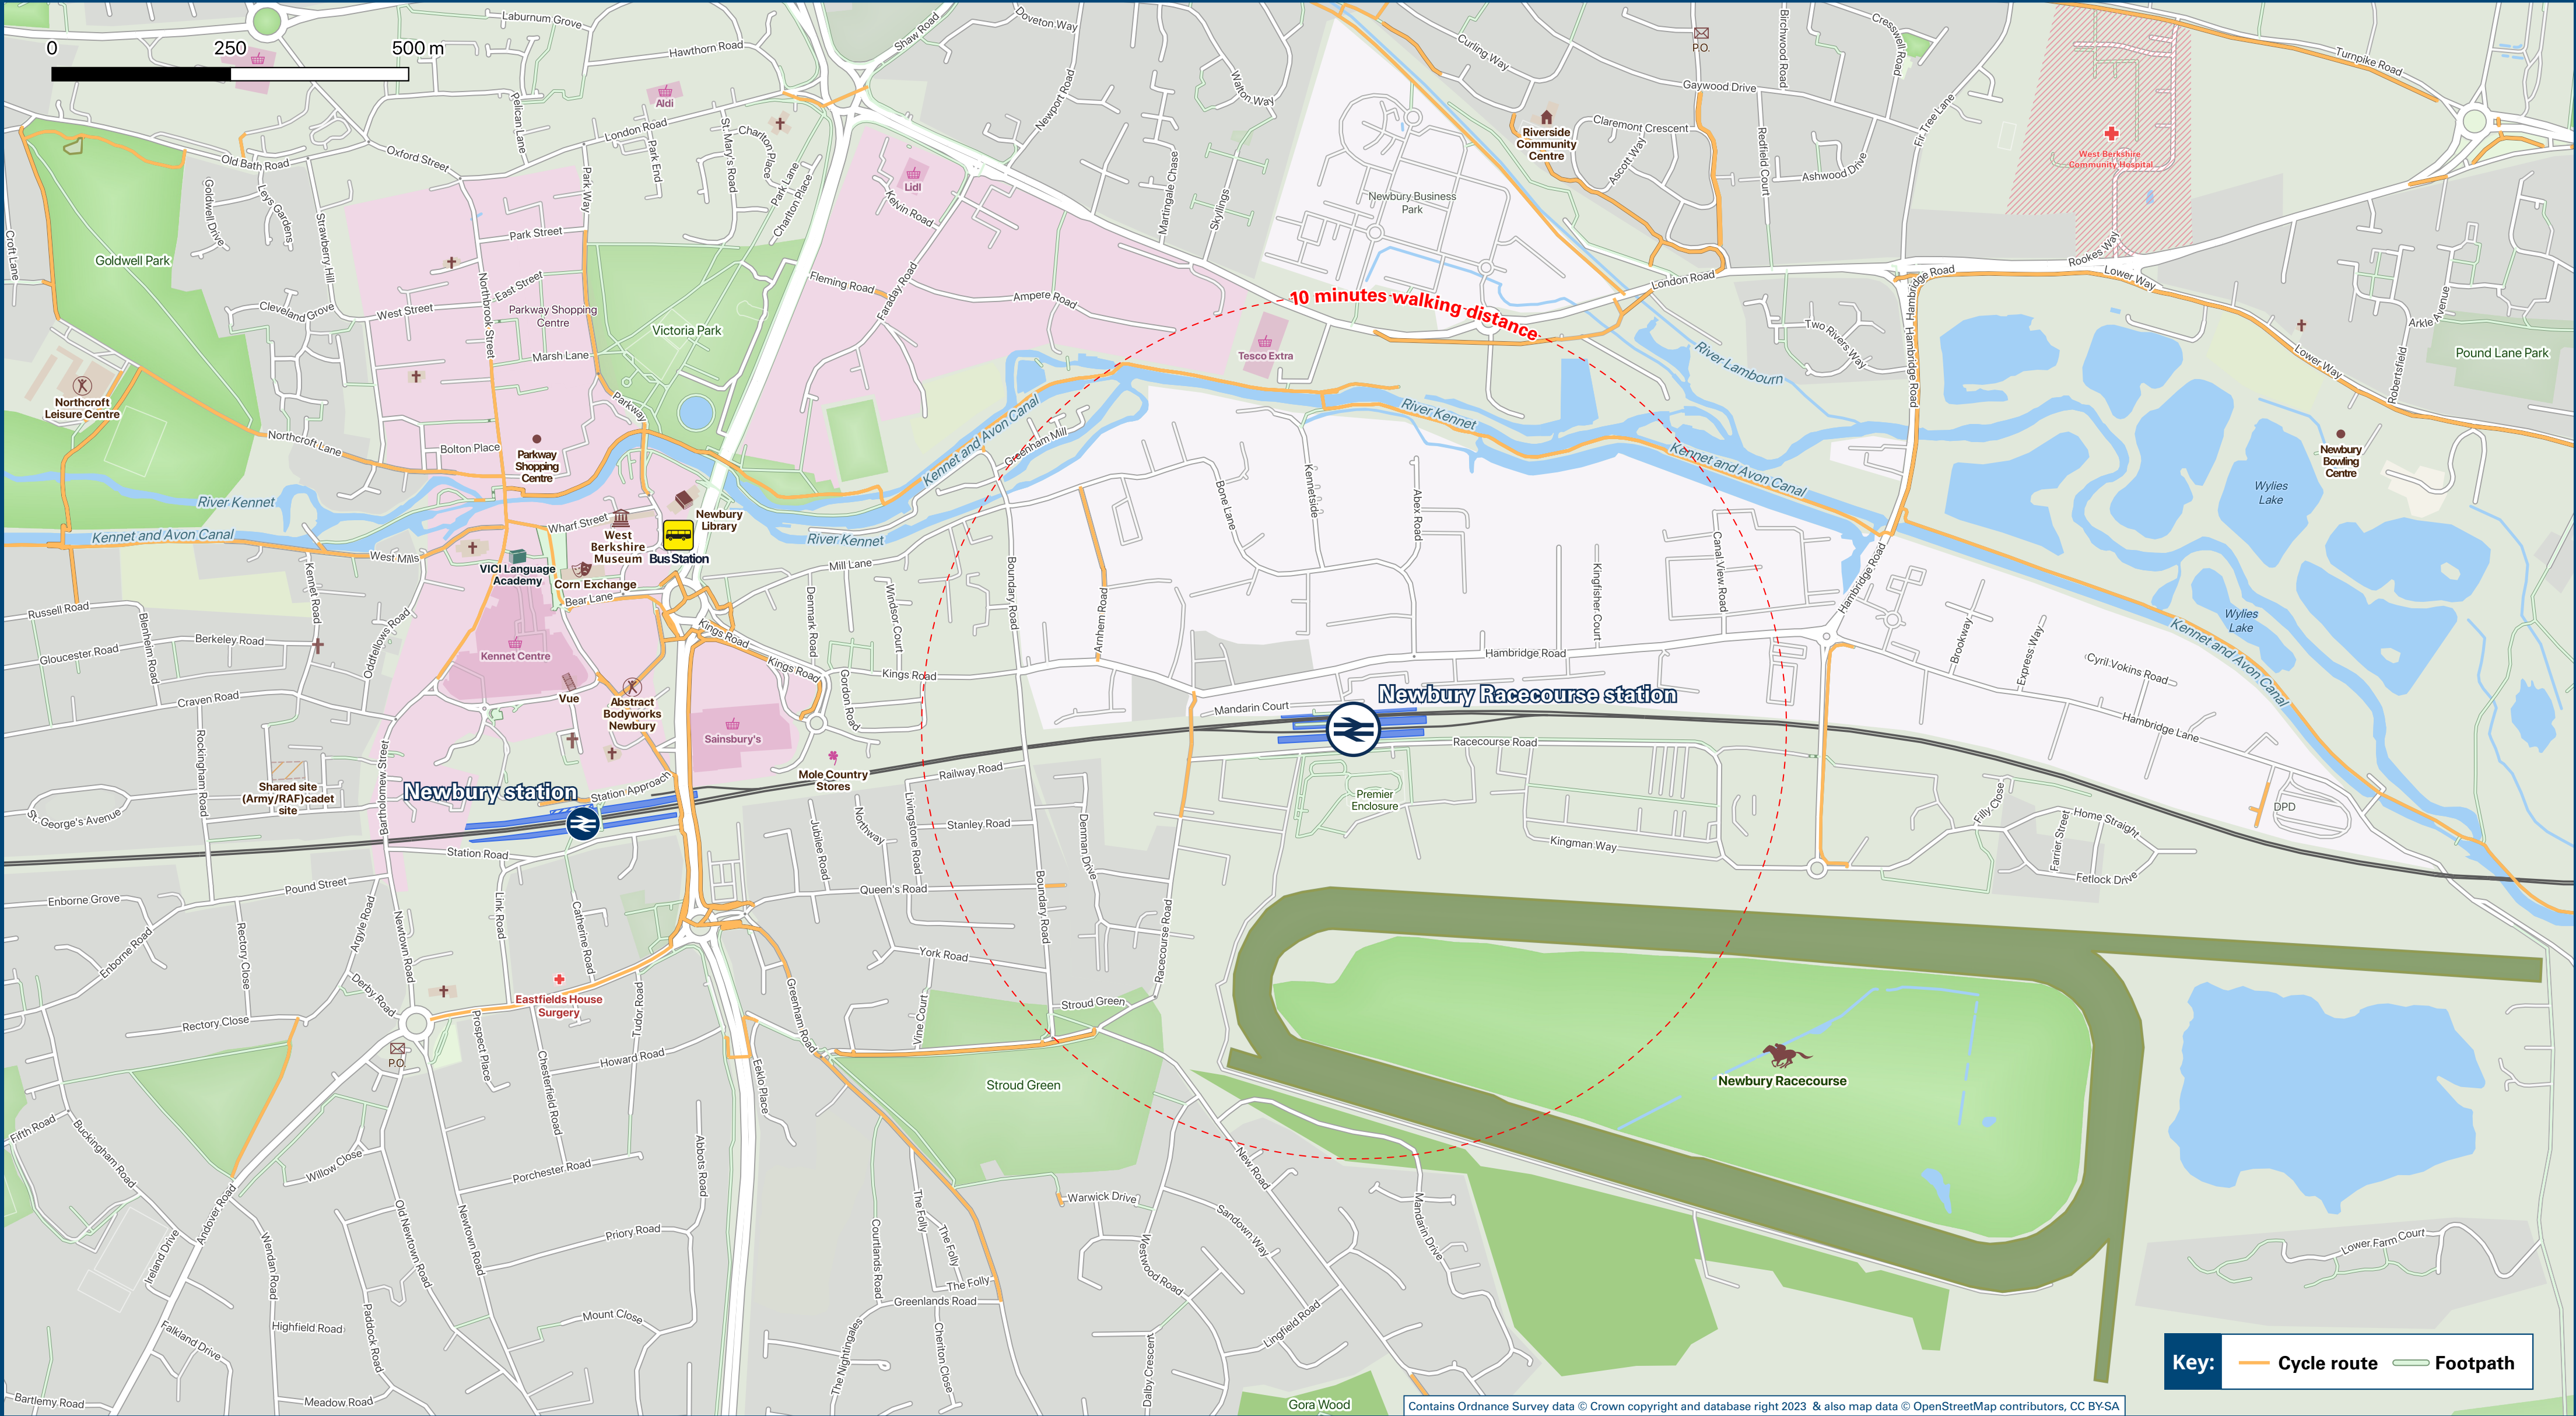 0 250 500 m
Laburnum Grove
Hawthorn Road
Shaw Road
Doveton Way
Curling Way
P.O.
Birchwood Road
Cresswell Road
Turnpike Road
Pelican Lane
Aldi
London Road
Park End
St. Mary's Road
Charlton Place
Park Lane
Charlton Place
Newport Road
Walton Way
Gaywood Drive
Riverside
Community
Centre
Claremont Crescent
Ascott Way
Redfield Court
Ashwood Drive
Fir Tree Lane
West Berkshire
Community Hospital
Old Bath Road
Oxford Street
Goldwell Drive
Leys Gardens
Strawberry Hill
Croft Lane
Park Way
Park Street
Lidl
Kelvin Road
Martingale Chase
Skyllings
Newbury Business
Park
Goldwell Park
Northbrook Street
East Street
Parkway Shopping
Centre
West Street
Cleveland Grove
Marsh Lane
Victoria Park
Fleming Road
Faraday Road
Ampere Road
10 minutes walking distance
Tesco Extra
London Road
Hambridge Road
Hambridge Road
Hambridge Road
Rookes Way
Lower Way
Two Rivers Way
River Lambourn
Arkle Avenue
Pound Lane Park
Lower Way
Robertsfield
Northcroft
Leisure Centre
Parkway
Northcroft Lane
Bolton Place
Parkway
Shopping
Centre
Kennet and Avon Canal
Greenham Mill
River Kennet
Kennet and Avon Canal
Newbury
Bowling
Centre
Wylies
Lake
River Kennet
Kennet and Avon Canal
Wharf Street
West
Berkshire
Museum
Newbury
Library
Bus Station
River Kennet
Bone Lane
Kennetside
Abex Road
West Mills
VICI Language
Academy
Corn Exchange
Bear Lane
Mill Lane
Denmark Road
Windsor Court
Boundary Road
Arnhem Road
Kingfisher Court
Canal View Road
Hambridge Road
Russell Road
Blenheim Road
Kennet Road
Berkeley Road
Gloucester Road
Oddfellows Road
Kennet Centre
Kings Road
Kings Road
Kings Road
Gordon Road
Hambridge Road
Brookway
Express Way
Cyril Vokins Road
Wylies
Lake
Kennet and Avon Canal
Craven Road
Vue
Abstract
Bodyworks
Newbury
Sainsbury's
Newbury Racecourse station
Mandarin Court
Racecourse Road
Hambridge Lane
Rockingham Road
Bartholomew Street
Shared site
(Army/RAF)cadet
site
St. George's Avenue
Newbury station
Station Approach
Mole Country
Stores
Railway Road
Premier
Enclosure
DPD
Station Road
Jubilee Road
Northway
Livingstone Road
Stanley Road
Denman Drive
Kingman Way
Filly Close
Farrier Street
Home Straight
Fetlock Drive
Enborne Grove
Pound Street
Enborne Road
Rectory Close
Argyle Road
Newtown Road
Link Road
Catherine Road
Queen's Road
Boundary Road
Racecourse Road
York Road
Derby Road
Eastfields House
Surgery
Tudor Road
Greenham Road
Vine Court
Stroud Green
Rectory Close
P.O.
Prospect Place
Chesterfield Road
Howard Road
Eeklo Place
Stroud Green
Newbury Racecourse
Fifth Road
Buckingham Road
Willow Close
Porchester Road
Abbots Road
New Road
Andover Road
Ireland Drive
Wendan Road
Old Newtown Road
Newtown Road
Priory Road
Courtlands Road
The Folly
The Folly
The Folly
Warwick Drive
Westwood Road
Sandown Way
Mandarin Drive
Lower Farm Court
Greenlands Road
Falkland Drive
Highfield Road
Paddock Road
Mount Close
The Nightingales
Cheriton Close
Lingfield Road
Dalby Crescent
Bartlemy Road
Meadow Road
Gora Wood
Key: Cycle route Footpath
Contains Ordnance Survey data © Crown copyright and database right 2023 & also map data © OpenStreetMap contributors, CC BY-SA